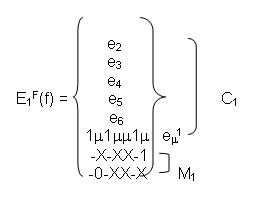 e₂
e₃
e₄
E₁ᶠ(f) = e₅ C₁
e₆
1μ1μμ1μ eμ¹
-X-XX-1
-0-XX-X M₁